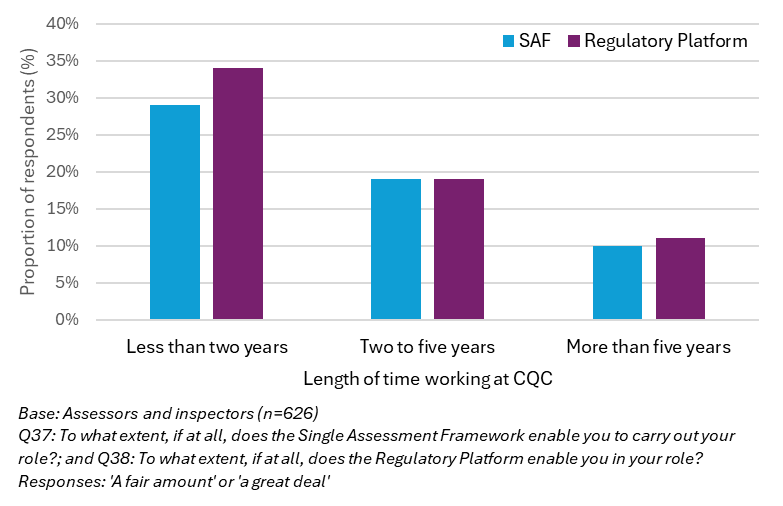 40%
SAF Regulatory Platform
35%
30%
25%
20%
15%
10%
5%
0%
Proportion of respondents (%)
Less than two years Two to five years More than five years
Length of time working at CQC
Base: Assessors and inspectors (n=626)
Q37: To what extent, if at all, does the Single Assessment Framework enable you to carry out your
role?; and Q38: To what extent, if at all, does the Regulatory Platform enable you in your role?
Responses: 'A fair amount' or 'a great deal'